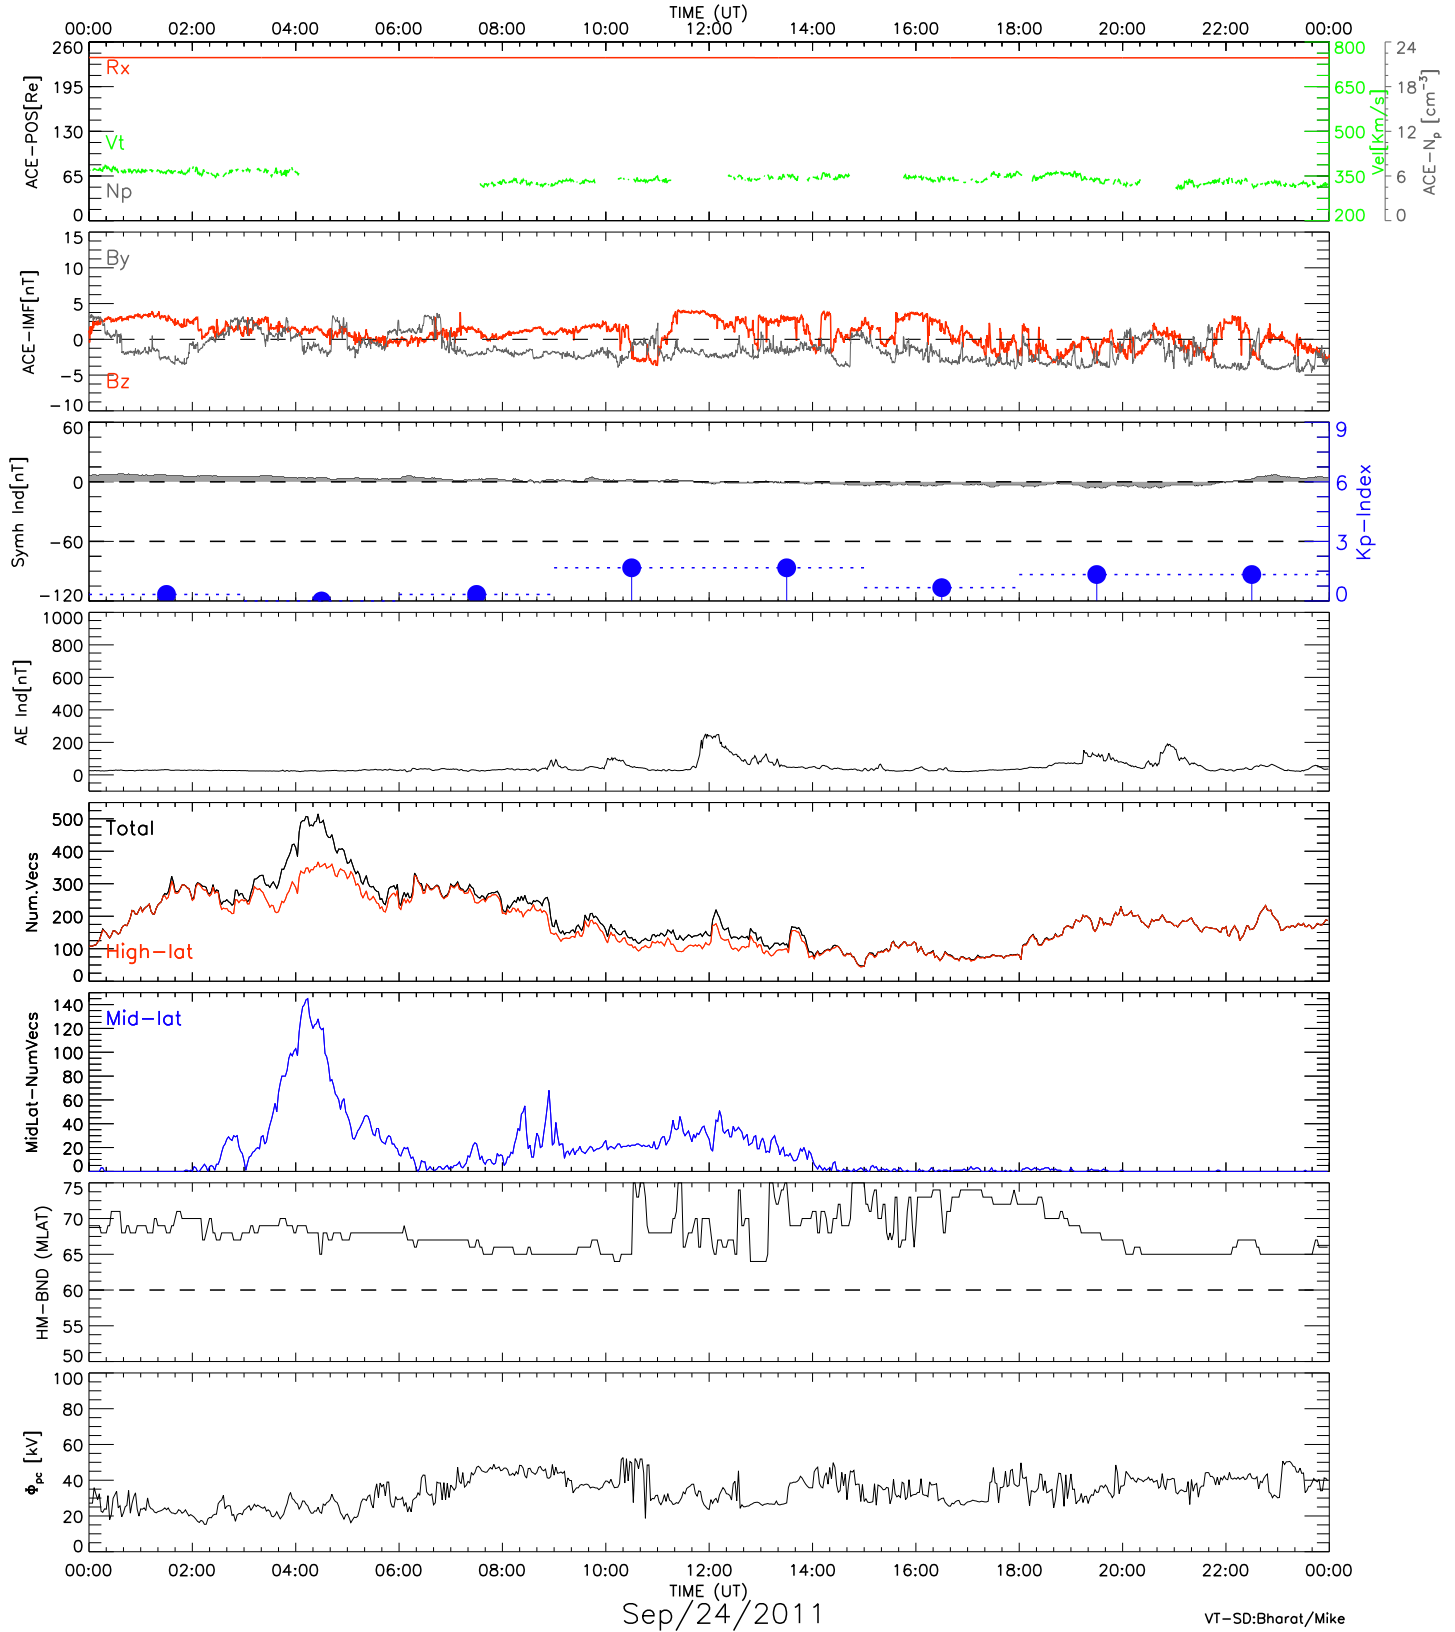 TIME (UT)
00:00 02:00 04:00 06:00 08:00 10:00 12:00 14:00 16:00 18:00 20:00 22:00 00:00
ACE-POS[Re]
260
195
130
65
0
Rx
Vt
Np
800
650
500
350
200
Vel[Km/s]
24
18
12
6
0
ACE-Np [cm⁻³]
ACE-IMF[nT]
15
10
5
0
-5
-10
By
Bz
Symh Ind[nT]
60
0
-60
-120
9
6
3
0
Kp-Index
AE Ind[nT]
1000
800
600
400
200
0
Num.Vecs
500
400
300
200
100
0
Total
High-lat
MidLat-NumVecs
140
120
100
80
60
40
20
0
Mid-lat
HM-BND (MLAT)
75
70
65
60
55
50
Φpc [kV]
100
80
60
40
20
0
00:00 02:00 04:00 06:00 08:00 10:00 12:00 14:00 16:00 18:00 20:00 22:00 00:00
TIME (UT)
Sep/24/2011
VT-SD:Bharat/Mike